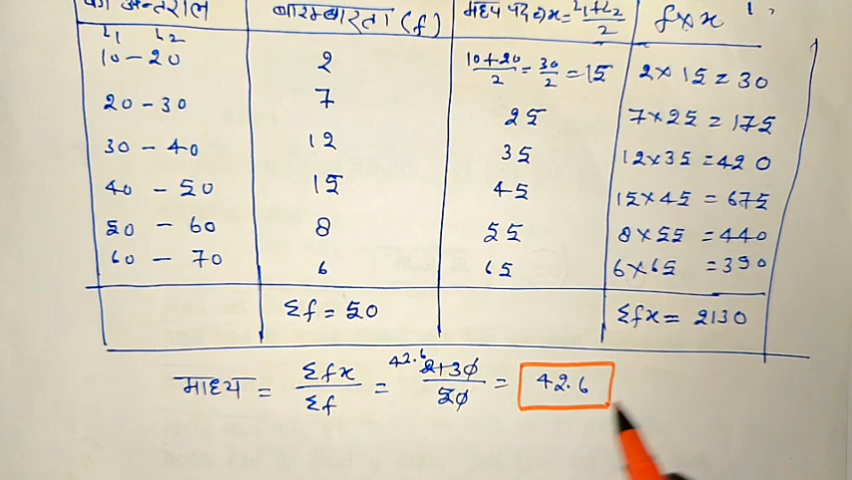 का अन्तराल बारम्बारता (f) मध्य पद x = L1+L2/2 f×x
L1 L2
10-20 2 10+20/2 = 30/2 = 15 2×15 = 30
20-30 7 25 7×25 = 175
30-40 12 35 12×35 = 420
40-50 15 45 15×45 = 675
50-60 8 55 8×55 = 440
60-70 6 65 6×65 = 390
Σf = 50 Σfx = 2130
माध्य = Σfx/Σf = 42.6 2130/50 = 42.6